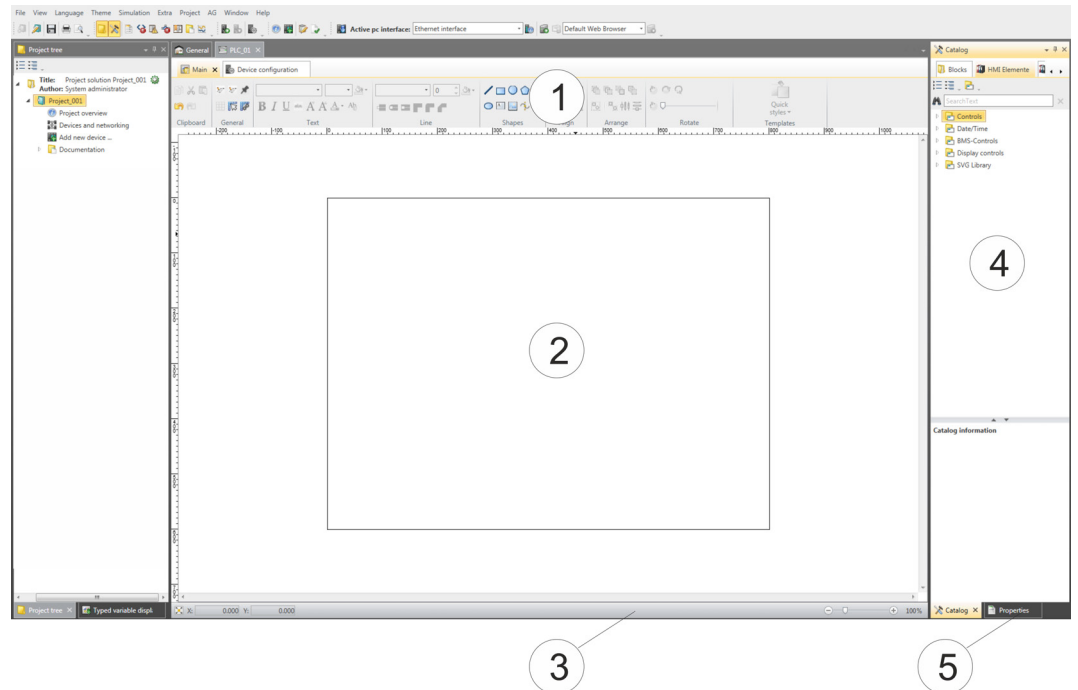 File View Language Theme Simulation Extra Project AG Window Help
Active pc interface: Ethernet interface Default Web Browser
Project tree
General PLC_01
Catalog
Main Device configuration
Blocks HMI Elemente
Title: Project solution Project_001
Author: System administrator
Project_001
Project overview
Devices and networking
Add new device ...
Documentation
0
B I U A A A
Quick
styles
Clipboard General Text Line Shapes Arrange Rotate Templates
SearchText
Controls
Date/Time
BMS-Controls
Display controls
SVG Library
1
2
4
Catalog information
X: 0.000 Y: 0.000 100%
Project tree Typed variable displ
Catalog Properties
3
5